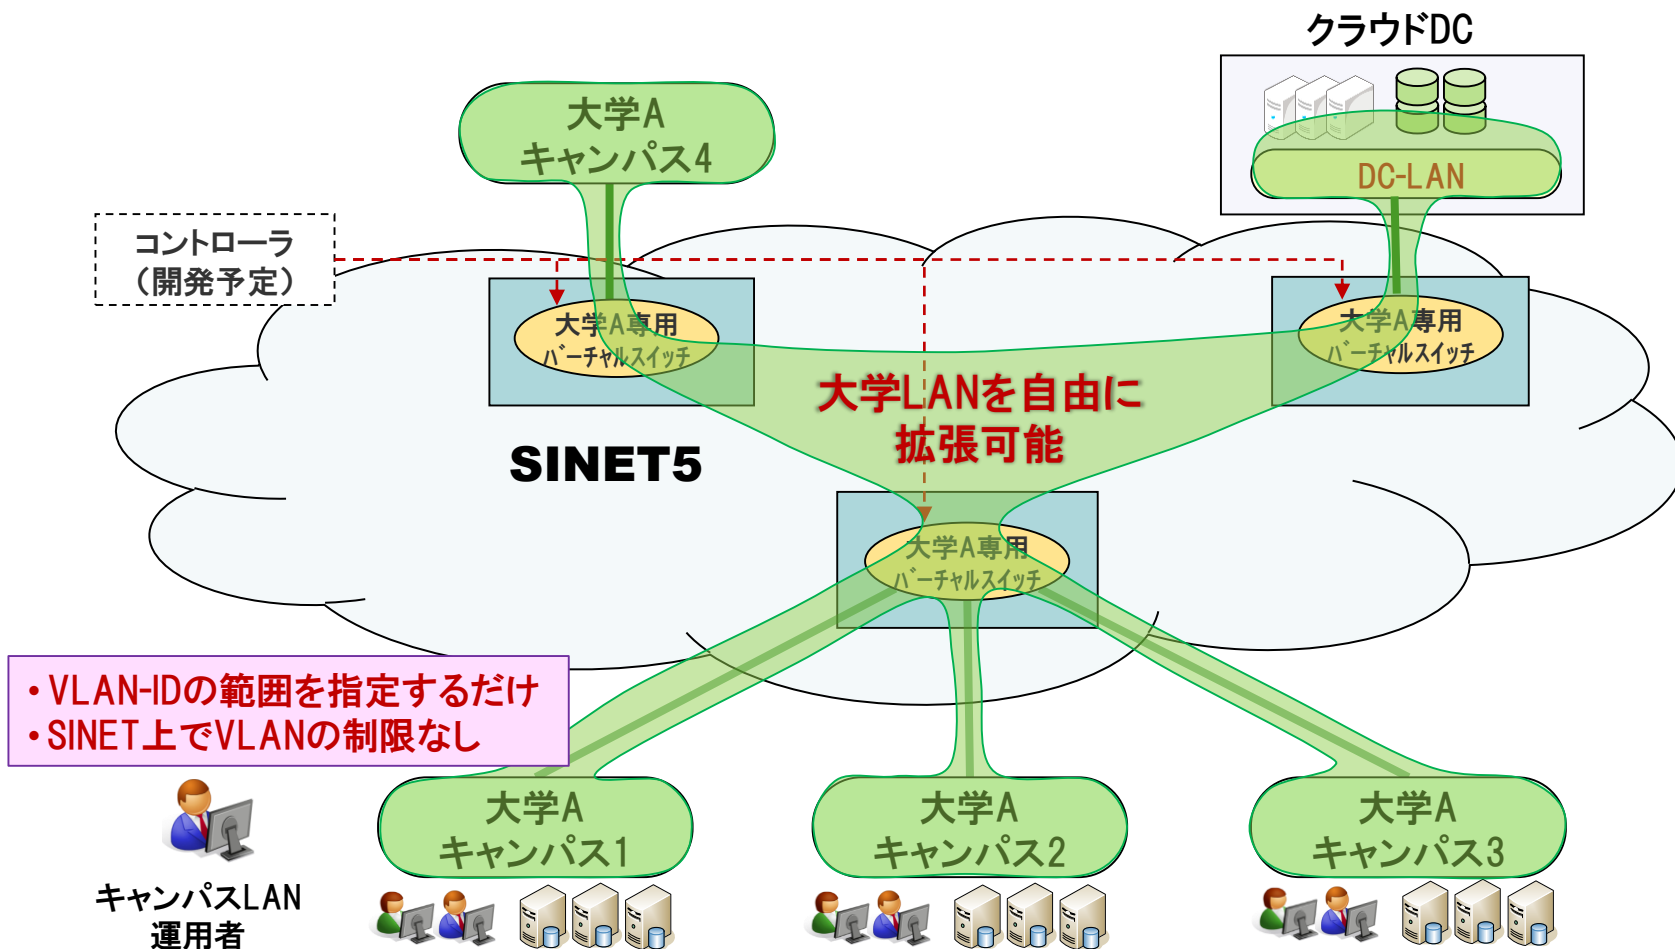 クラウドDC
大学A
キャンパス4
DC-LAN
コントローラ
(開発予定)
大学A専用
バーチャルスイッチ
大学A専用
バーチャルスイッチ
大学LANを自由に
拡張可能
SINET5
大学A専用
バーチャルスイッチ
・VLAN-IDの範囲を指定するだけ
・SINET上でVLANの制限なし
大学A
キャンパス1
大学A
キャンパス2
大学A
キャンパス3
キャンパスLAN
運用者